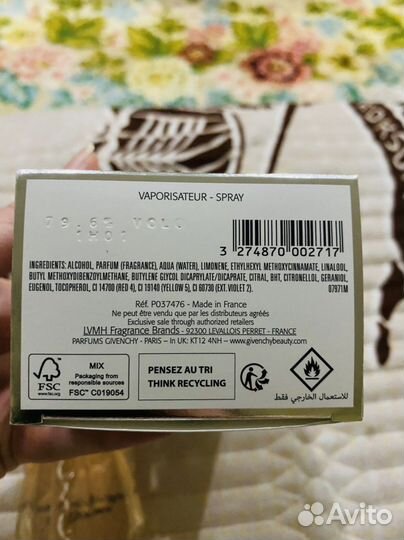 VAPORISATEUR - SPRAY
79,6% VOL
3 274870 002717
INGREDIENTS: ALCOHOL, PARFUM (FRAGRANCE), AQUA (WATER), LIMONENE, ETHYLHEXYL METHOXYCINNAMATE, LINALOOL,
BUTYL METHOXYDIBENZOYLMETHANE, BUTYLENE GLYCOL DICAPRYLATE/DICAPRATE, CITRAL, BHT, CITRONELLOL, GERANIOL,
EUGENOL, TOCOPHEROL, CI 14700 (RED 4), CI 19140 (YELLOW 5), CI 60730 (EXT. VIOLET 2). 07971M
Réf. P037476 - Made in France
Ne peut être vendu que par les distributeurs agréés
Exclusive sale through authorized retailers
LVMH Fragrance Brands - 92300 LEVALLOIS PERRET - FRANCE
PARFUMS GIVENCHY - In UK: KT12 4NH - www.givenchybeauty.com
FSC
www.fsc.org
MIX
Packaging from
responsible sources
FSC™ C019054
PENSEZ AU TRI
THINK RECYCLING
للاستعمال الخارجي فقط
Avito